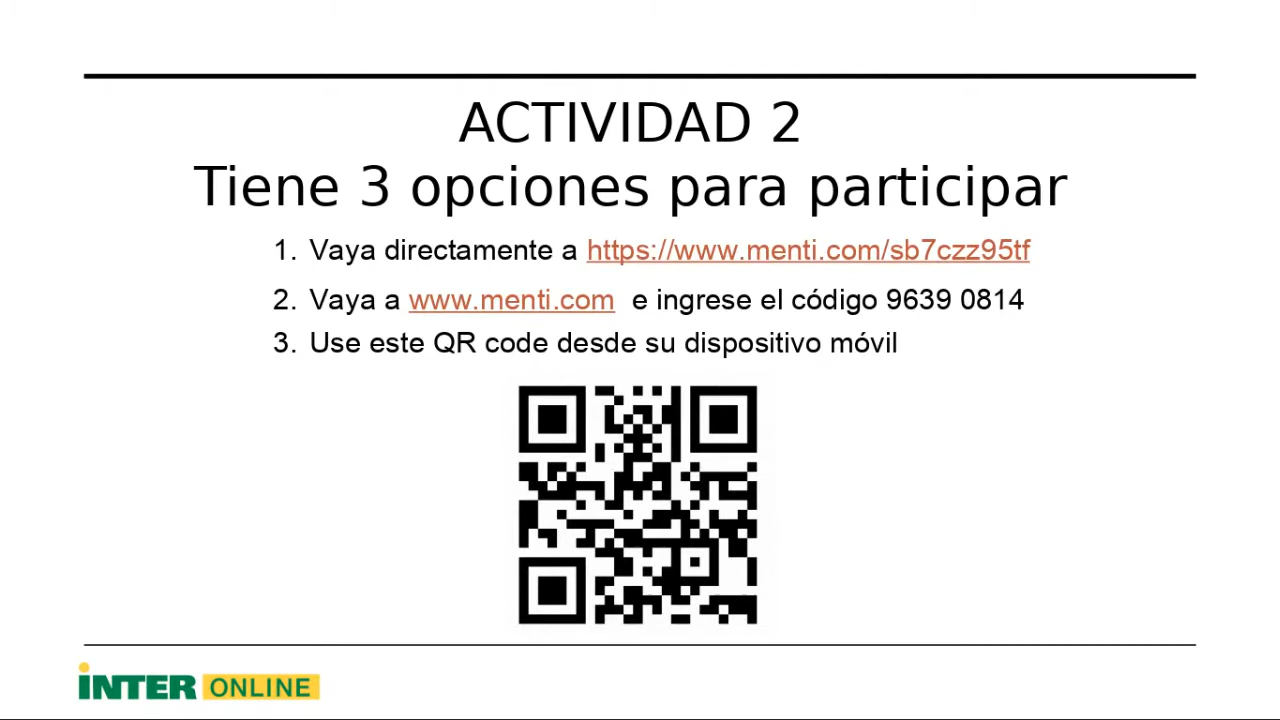 ACTIVIDAD 2
Tiene 3 opciones para participar
1. Vaya directamente a https://www.menti.com/sb7czz95tf
2. Vaya a www.menti.com e ingrese el código 9639 0814
3. Use este QR code desde su dispositivo móvil
INTER ONLINE